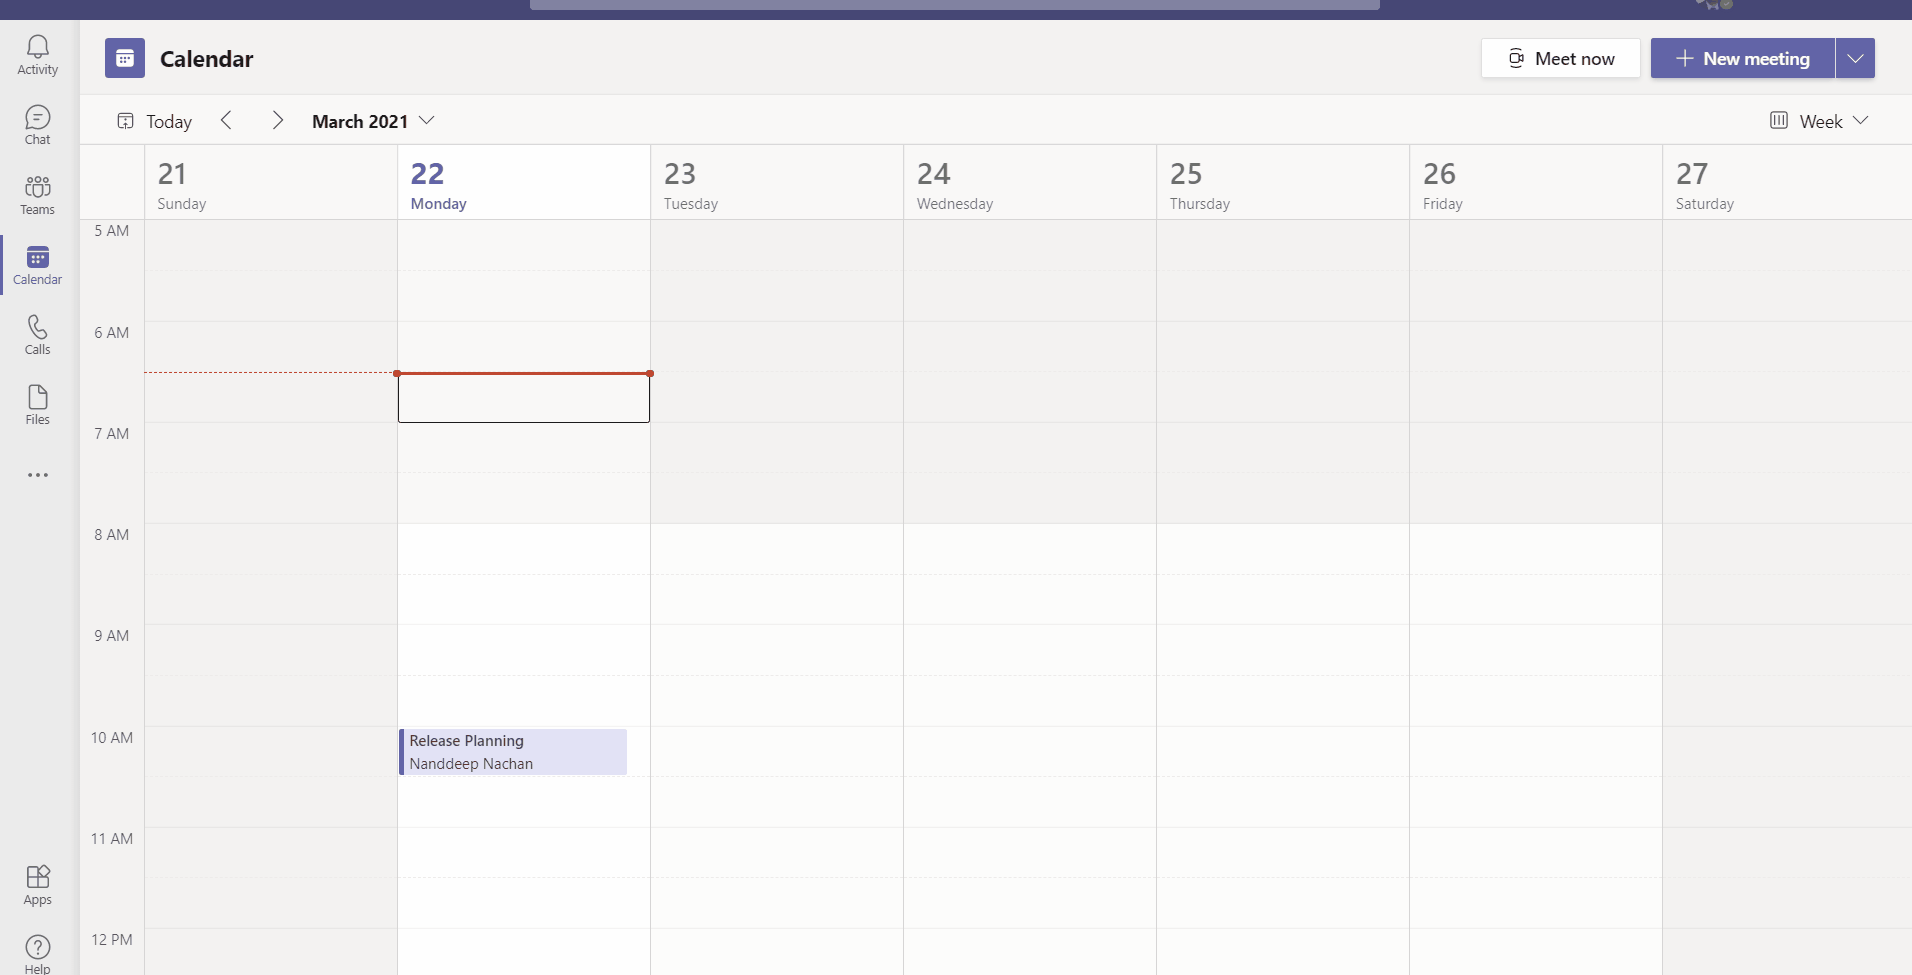 Activity
Chat
Teams
Calendar
Calls
Files
Apps
Help
Calendar
Meet now
New meeting
Today
March 2021
Week
21 Sunday
22 Monday
23 Tuesday
24 Wednesday
25 Thursday
26 Friday
27 Saturday
5 AM
6 AM
7 AM
8 AM
9 AM
10 AM
Release Planning
Nanddeep Nachan
11 AM
12 PM